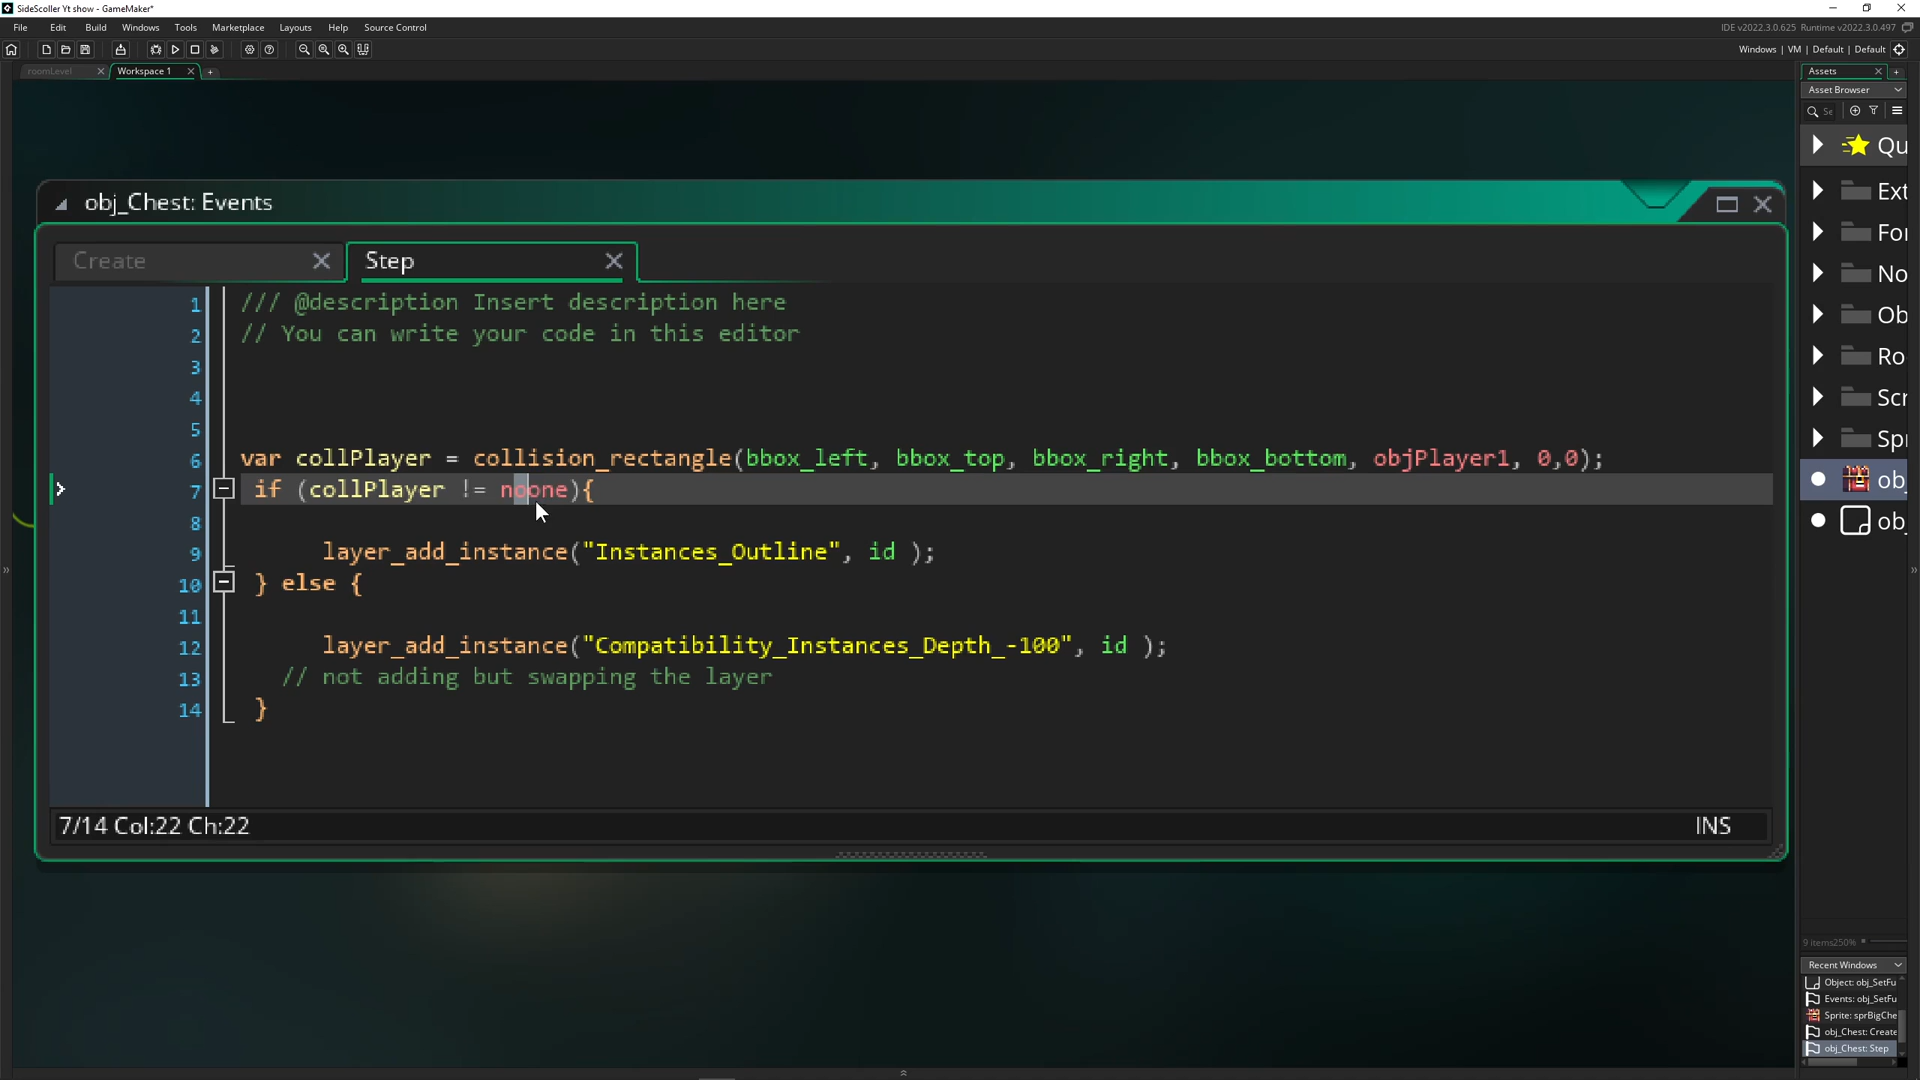 SideScoller Yt show - GameMaker*
File Edit Build Windows Tools Marketplace Layouts Help Source Control
IDE v2022.3.0.625 Runtime v2022.3.0.497
Windows | VM | Default | Default
roomLevel
Workspace 1
Assets
Asset Browser
Se
Qu
Ext
For
No
Ob
Ro
Scr
Spr
ob
ob
obj_Chest: Events
Create
Step
1 /// @description Insert description here
2 // You can write your code in this editor
3
4
5
6 var collPlayer = collision_rectangle(bbox_left, bbox_top, bbox_right, bbox_bottom, objPlayer1, 0,0);
7 if (collPlayer != noone){
8
9 layer_add_instance("Instances_Outline", id );
10 } else {
11
12 layer_add_instance("Compatibility_Instances_Depth_-100", id );
13 // not adding but swapping the layer
14 }
7/14 Col:22 Ch:22
INS
9 items 250%
Recent Windows
Object: obj_SetFu
Events: obj_SetFu
Sprite: sprBigChe
obj_Chest: Create
obj_Chest: Step